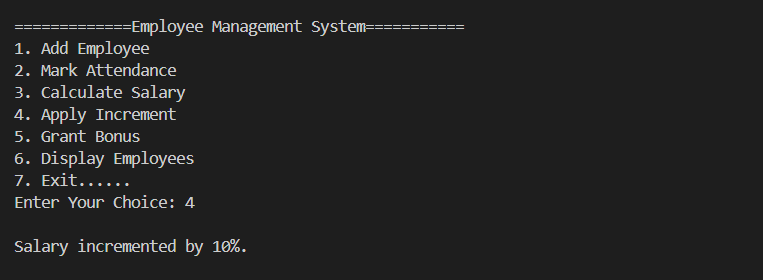 =============Employee Management System===========
1. Add Employee
2. Mark Attendance
3. Calculate Salary
4. Apply Increment
5. Grant Bonus
6. Display Employees
7. Exit......
Enter Your Choice: 4
Salary incremented by 10%.